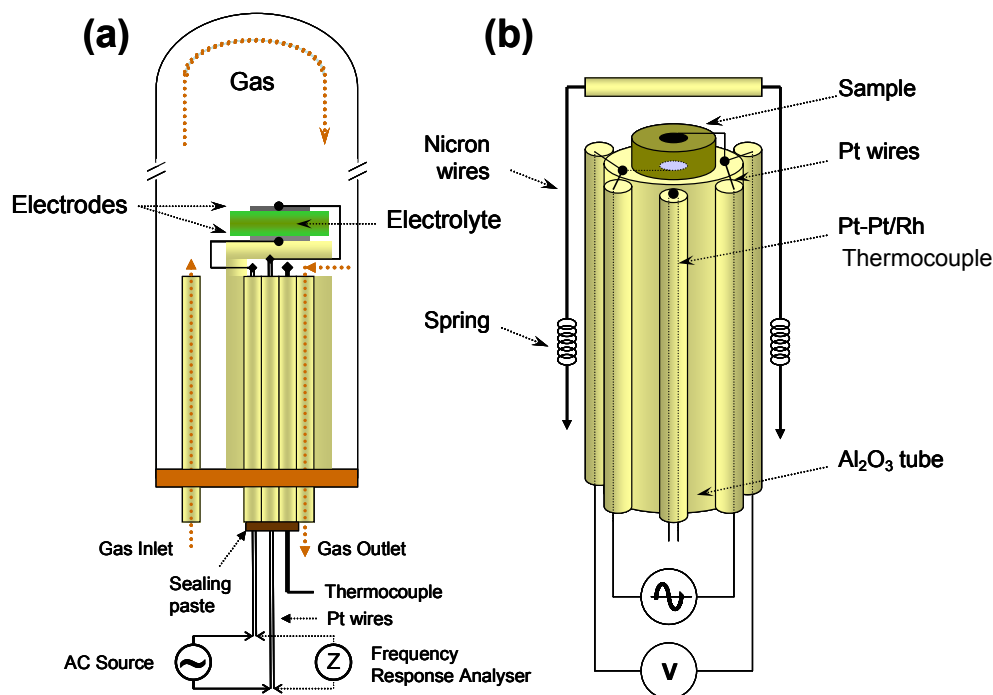 (a)
Gas
Electrodes
Electrolyte
Gas Inlet
Gas Outlet
Sealing
paste
Thermocouple
Pt wires
AC Source
Z
Frequency
Response Analyser
(b)
Sample
Nicron
wires
Pt wires
Pt-Pt/Rh
Thermocouple
Spring
Al₂O₃ tube
V